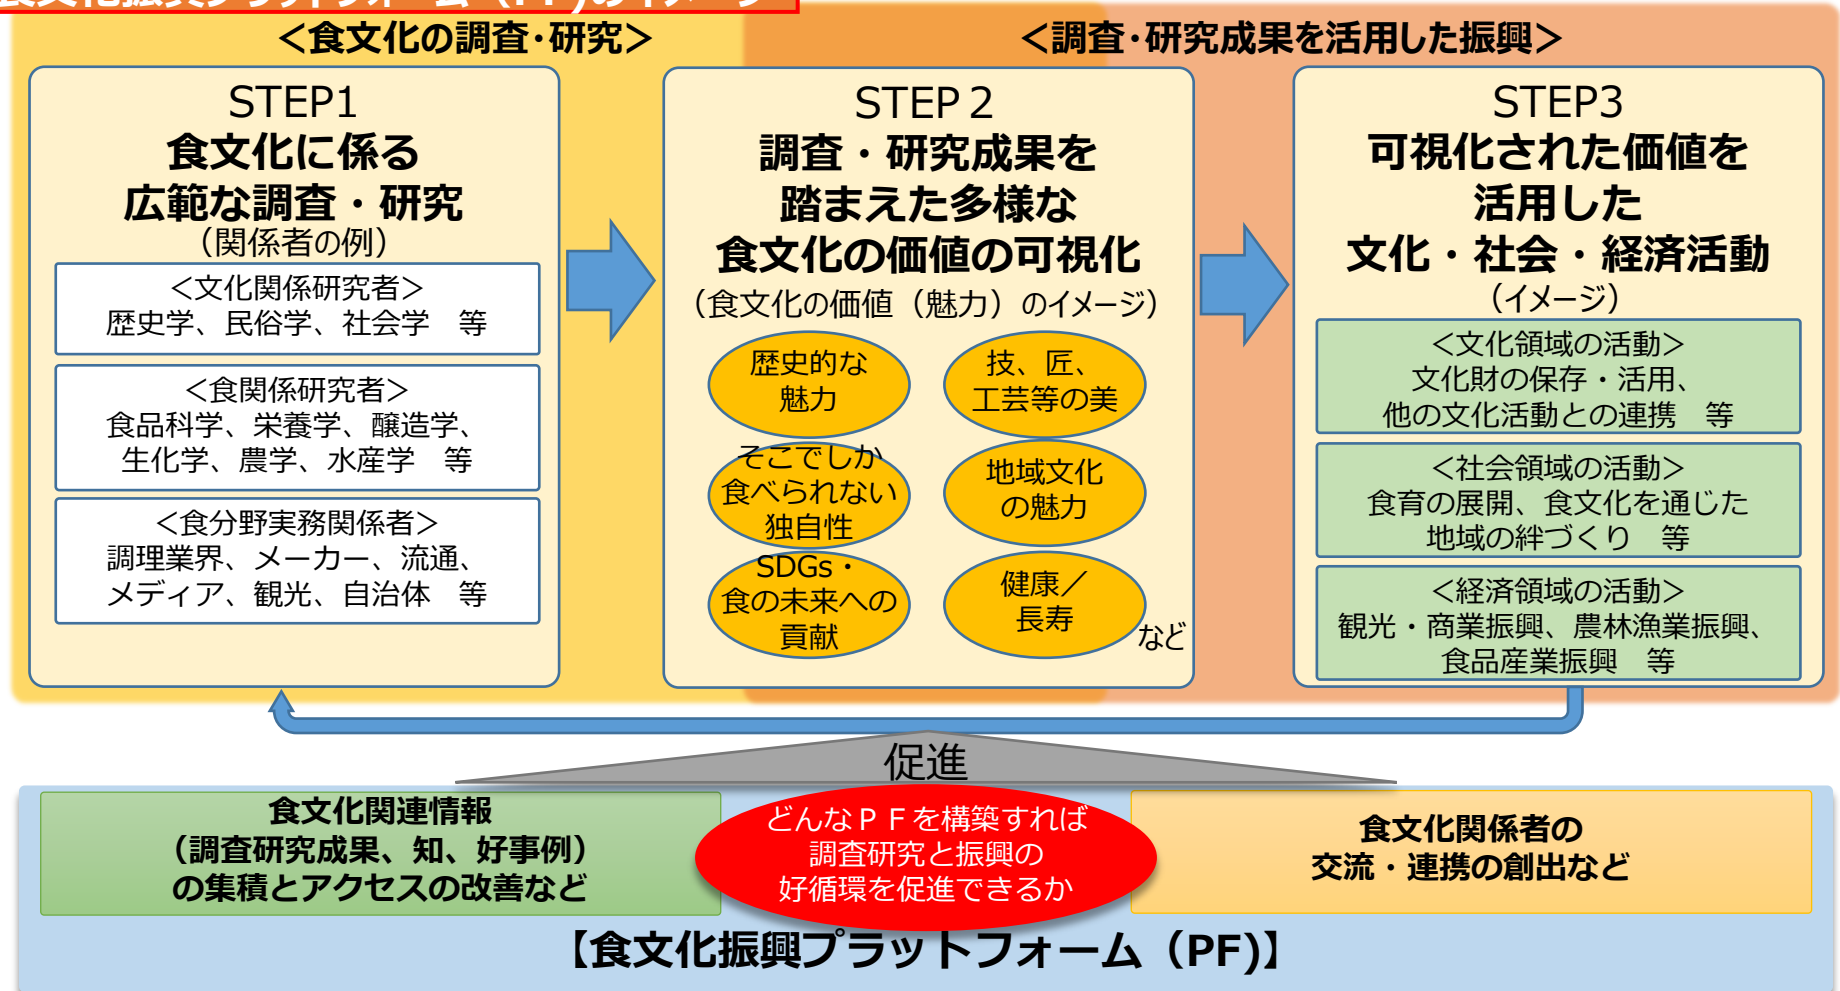 食文化振興プラットフォーム（PF)のイメージ
＜食文化の調査・研究＞
＜調査・研究成果を活用した振興＞
STEP1
食文化に係る
広範な調査・研究
（関係者の例）
＜文化関係研究者＞
歴史学、民俗学、社会学　等
＜食関係研究者＞
食品科学、栄養学、醸造学、
生化学、農学、水産学　等
＜食分野実務関係者＞
調理業界、メーカー、流通、
メディア、観光、自治体　等
STEP２
調査・研究成果を
踏まえた多様な
食文化の価値の可視化
（食文化の価値（魅力）のイメージ）
歴史的な
魅力
技、匠、
工芸等の美
そこでしか
食べられない
独自性
地域文化
の魅力
SDGs・
食の未来への
貢献
健康／
長寿
など
STEP3
可視化された価値を
活用した
文化・社会・経済活動
（イメージ）
＜文化領域の活動＞
文化財の保存・活用、
他の文化活動との連携　等
＜社会領域の活動＞
食育の展開、食文化を通じた
地域の絆づくり　等
＜経済領域の活動＞
観光・商業振興、農林漁業振興、
食品産業振興　等
促進
食文化関連情報
（調査研究成果、知、好事例）
の集積とアクセスの改善など
どんなＰＦを構築すれば
調査研究と振興の
好循環を促進できるか
食文化関係者の
交流・連携の創出など
【食文化振興プラットフォーム（PF)】